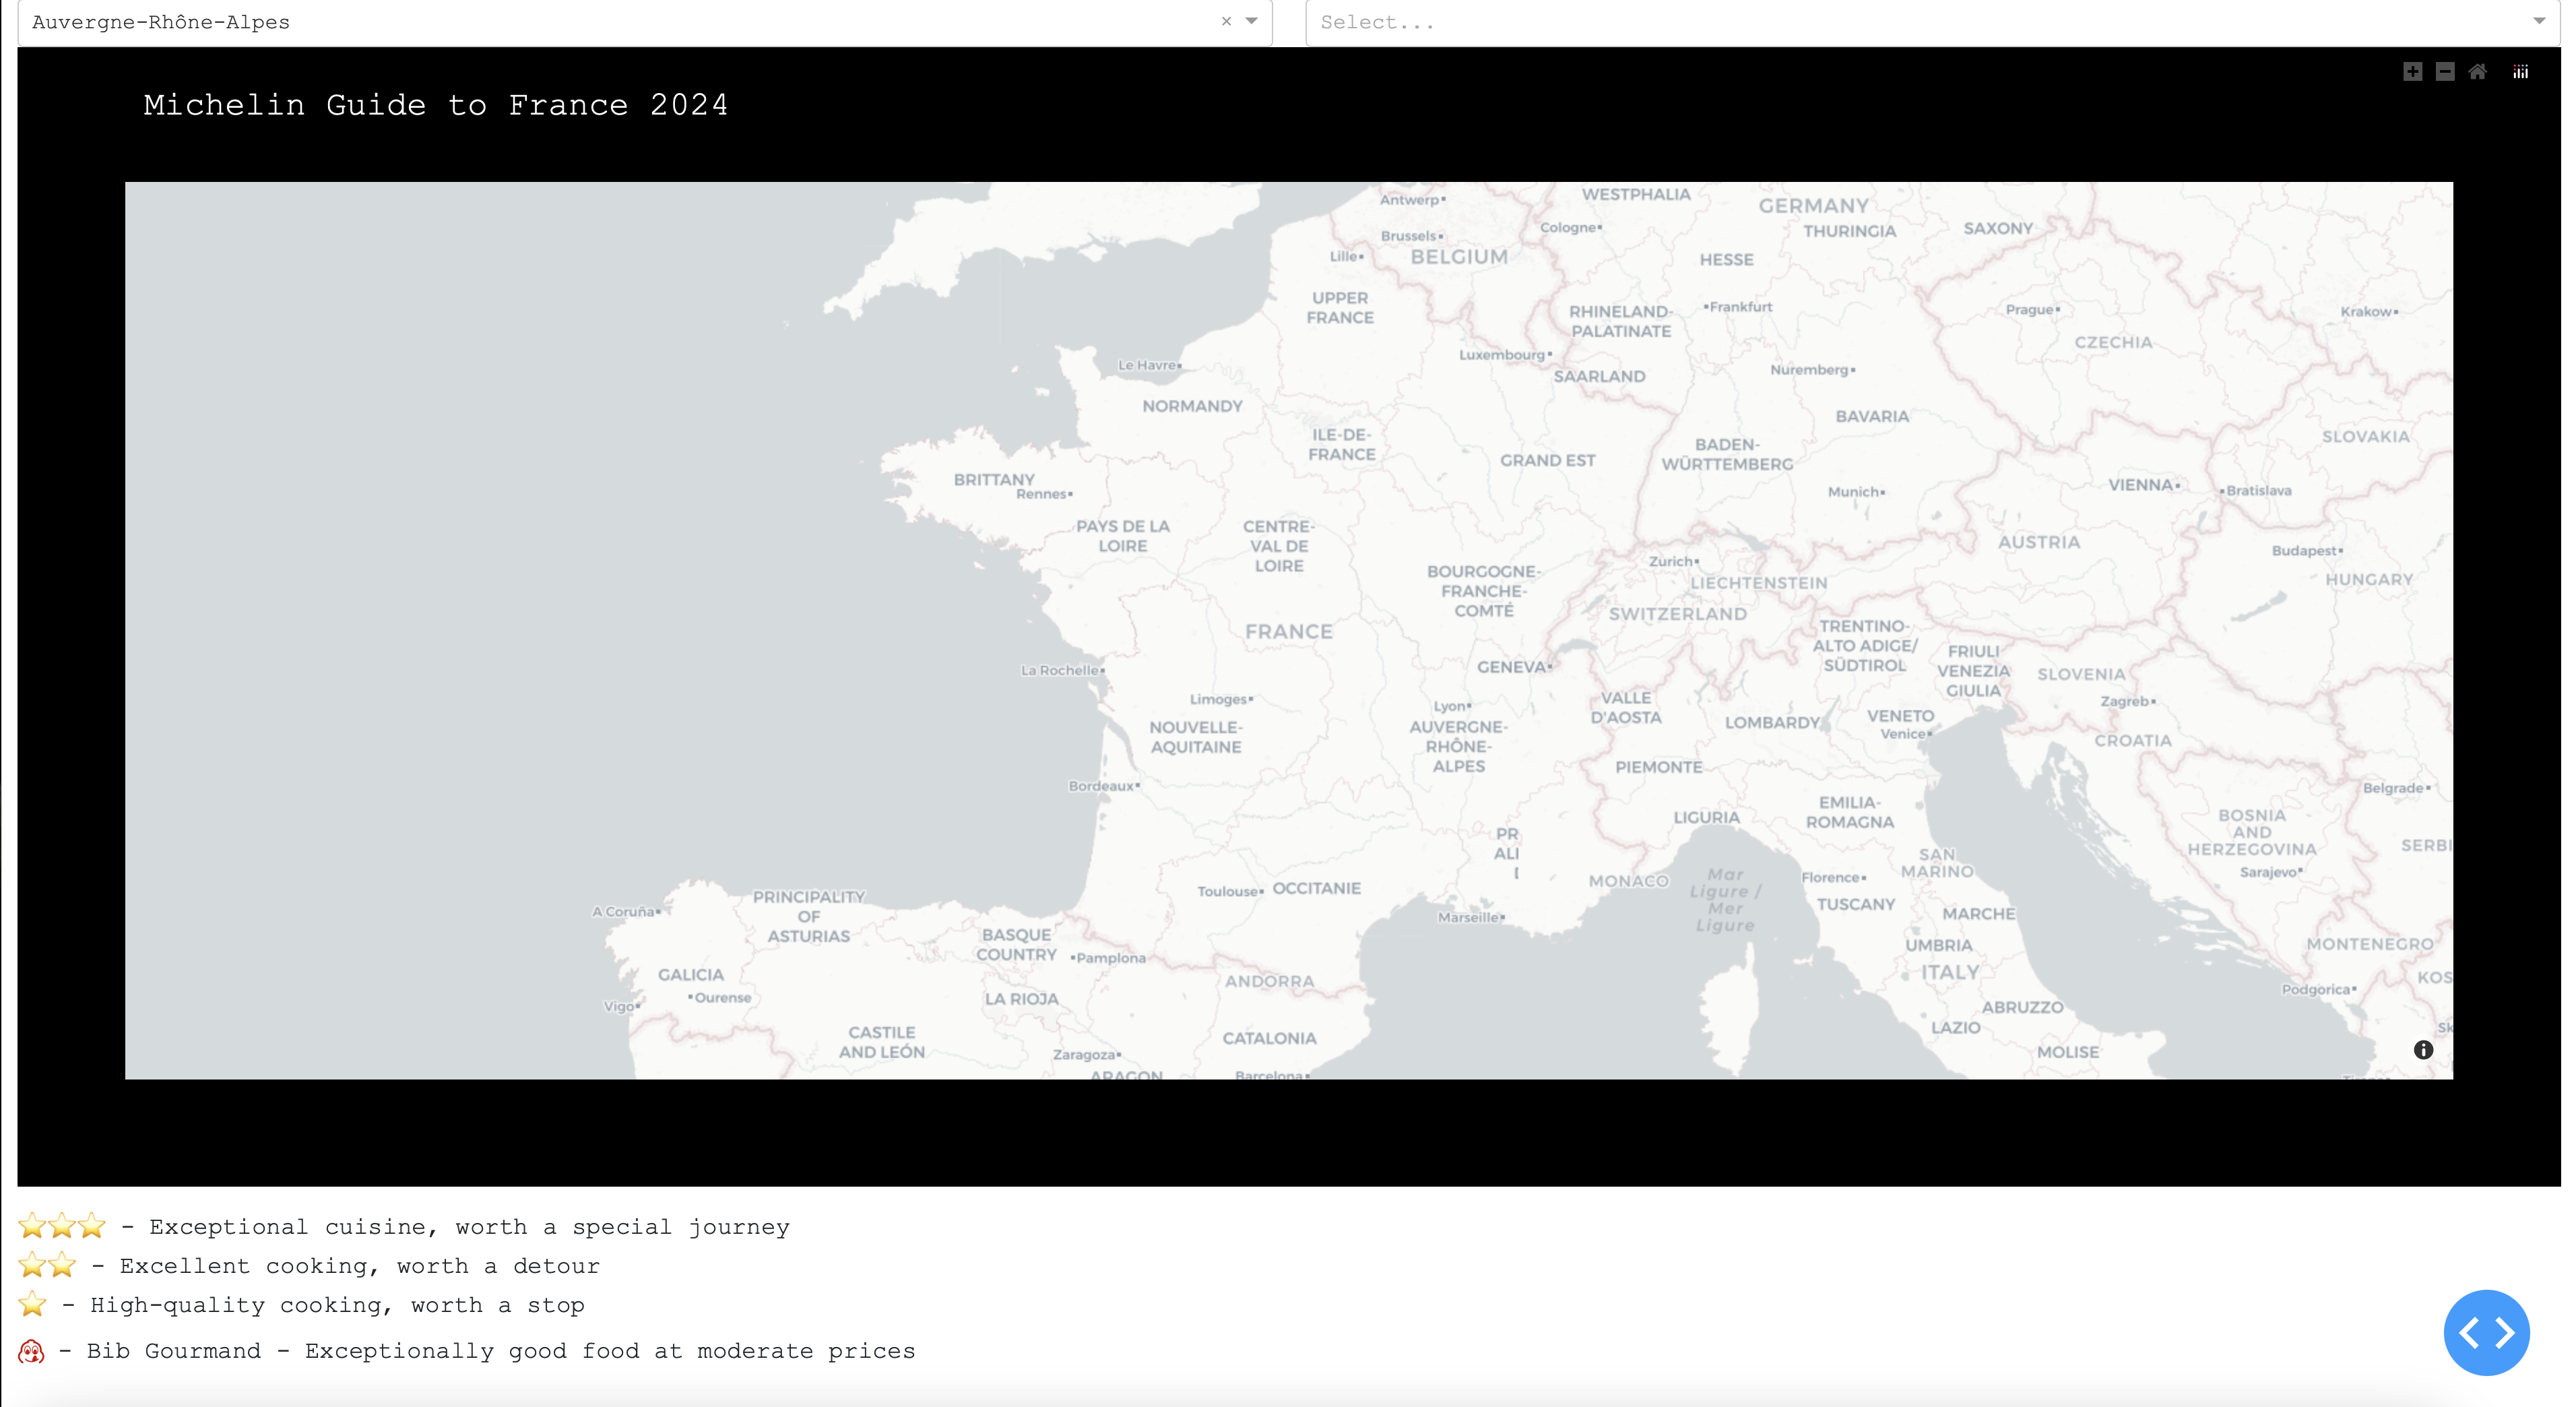 Auvergne-Rhône-Alpes
Select...
Michelin Guide to France 2024
Antwerp
WESTPHALIA
GERMANY
Brussels
Cologne
THURINGIA
SAXONY
Lille
BELGIUM
HESSE
UPPER
FRANCE
RHINELAND-
PALATINATE
Frankfurt
Prague
Krakow
CZECHIA
Le Havre
Luxembourg
SAARLAND
Nuremberg
NORMANDY
BAVARIA
ILE-DE-
FRANCE
GRAND EST
BADEN-
WÜRTTEMBERG
SLOVAKIA
BRITTANY
Rennes
Munich
VIENNA
Bratislava
PAYS DE LA
LOIRE
CENTRE-
VAL DE
LOIRE
AUSTRIA
Budapest
Zurich
BOURGOGNE-
FRANCHE-
COMTÉ
LIECHTENSTEIN
HUNGARY
FRANCE
SWITZERLAND
TRENTINO-
ALTO ADIGE/
SÜDTIROL
GENEVA
FRIULI
VENEZIA
GIULIA
SLOVENIA
La Rochelle
Limoges
Lyon
VALLE
D'AOSTA
Zagreb
NOUVELLE-
AQUITAINE
AUVERGNE-
RHÔNE-
ALPES
LOMBARDY
VENETO
Venice
CROATIA
PIEMONTE
Bordeaux
Belgrade
LIGURIA
EMILIA-
ROMAGNA
BOSNIA
AND
HERZEGOVINA
PR
ALI
SERBI
SAN
MARINO
Sarajevo
Toulouse
OCCITANIE
MONACO
Mar
Ligure /
Mer
Ligure
Florence
TUSCANY
A Coruña
PRINCIPALITY
OF
ASTURIAS
Marseille
MARCHE
BASQUE
COUNTRY
Pamplona
UMBRIA
MONTENEGRO
GALICIA
Ourense
ANDORRA
ITALY
KOS
Vigo
LA RIOJA
Podgorica
ABRUZZO
CASTILE
AND LEÓN
CATALONIA
LAZIO
Sk
Zaragoza
MOLISE
ARAGON
Barcelona
⭐⭐⭐ - Exceptional cuisine, worth a special journey
⭐⭐ - Excellent cooking, worth a detour
⭐ - High-quality cooking, worth a stop
- Bib Gourmand - Exceptionally good food at moderate prices